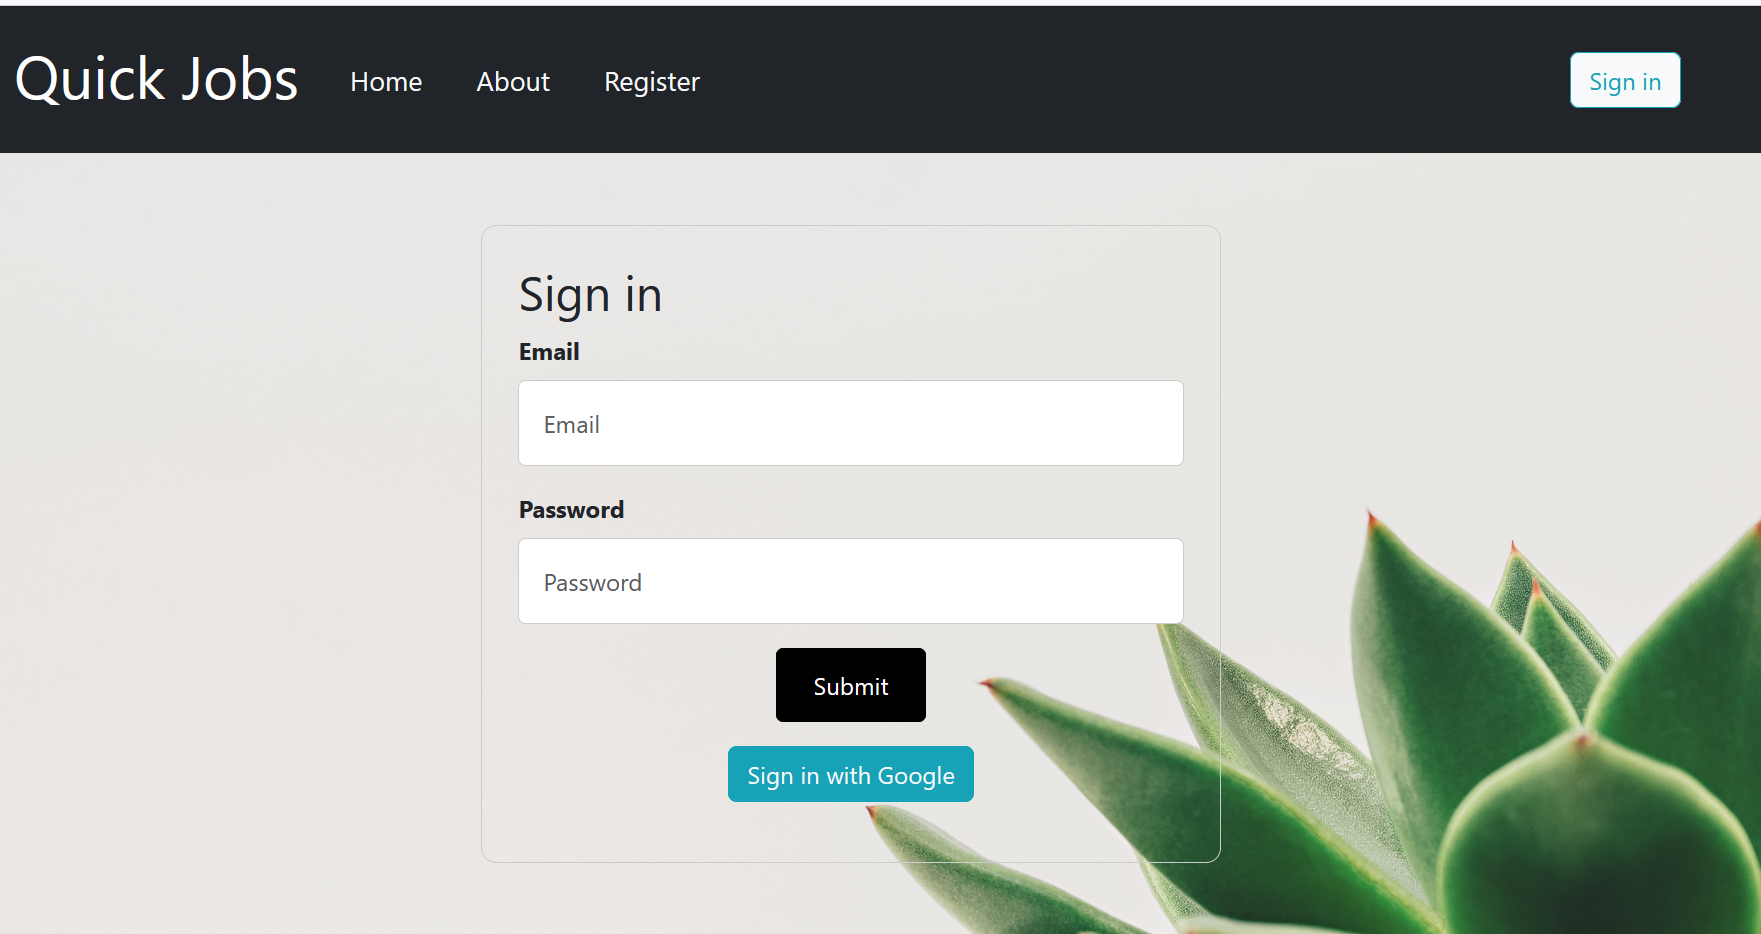 Quick Jobs Home About Register Sign in
Sign in
Email
Email
Password
Password
Submit
Sign in with Google